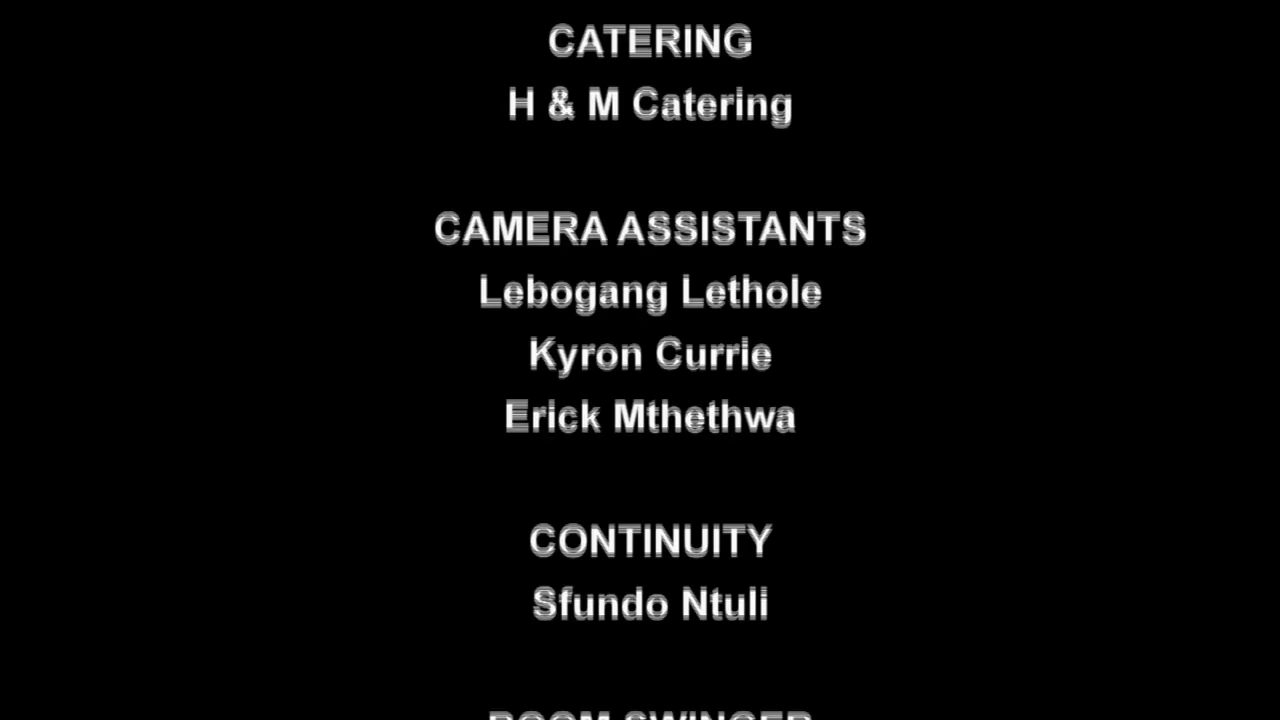 CATERING
H & M Catering
CAMERA ASSISTANTS
Lebogang Lethole
Kyron Currie
Erick Mthethwa
CONTINUITY
Sfundo Ntuli
BOOM SWINGER